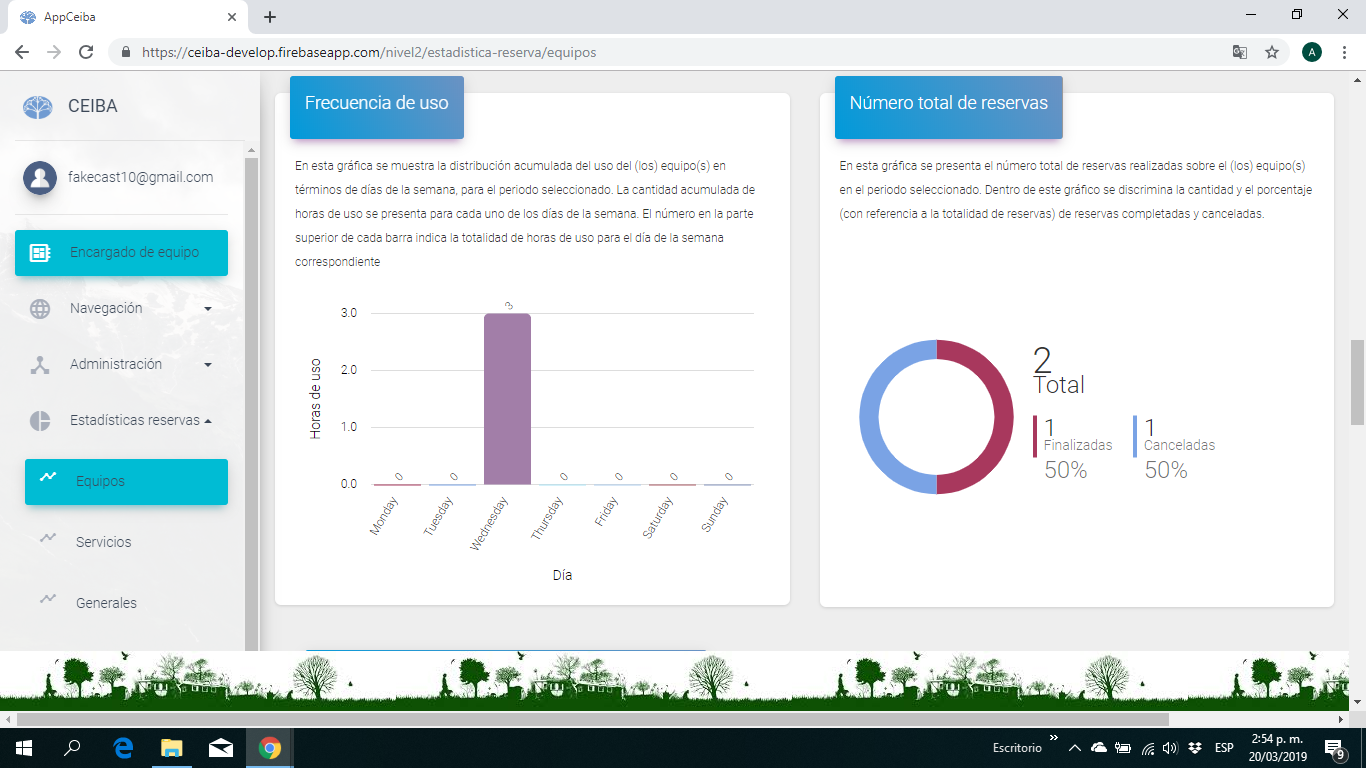 AppCeiba
https://ceiba-develop.firebaseapp.com/nivel2/estadistica-reserva/equipos
A
CEIBA
fakecast10@gmail.com
Encargado de equipo
Navegación
Administración
Estadísticas reservas
Equipos
Servicios
Generales
Frecuencia de uso
En esta gráfica se muestra la distribución acumulada del uso del (los) equipo(s) en
términos de días de la semana, para el periodo seleccionado. La cantidad acumulada de
horas de uso se presenta para cada uno de los días de la semana. El número en la parte
superior de cada barra indica la totalidad de horas de uso para el día de la semana
correspondiente
Horas de uso
3.0
2.0
1.0
0.0
0 0 3 0 0 0 0
Monday Tuesday Wednesday Thursday Friday Saturday Sunday
Día
Número total de reservas
En esta gráfica se presenta el número total de reservas realizadas sobre el (los) equipo(s)
en el periodo seleccionado. Dentro de este gráfico se discrimina la cantidad y el porcentaje
(con referencia a la totalidad de reservas) de reservas completadas y canceladas.
2
Total
1
Finalizadas
50%
1
Canceladas
50%
Escritorio
ESP
2:54 p. m.
20/03/2019
9